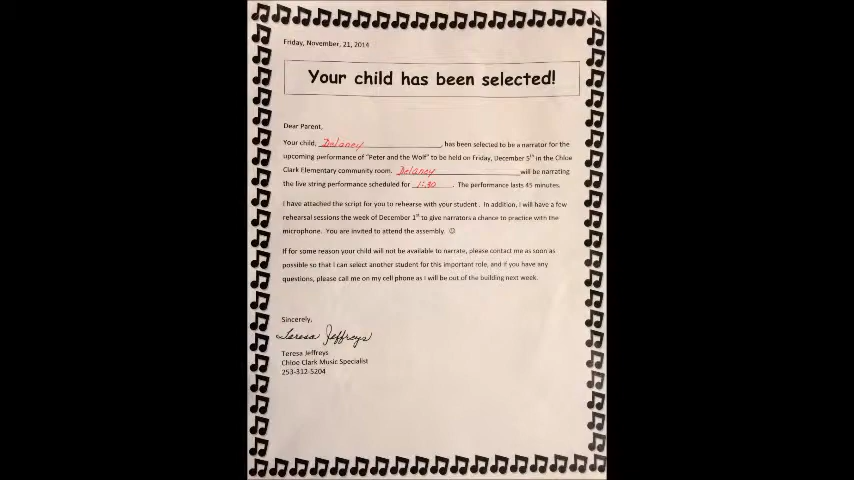 Friday, November, 21, 2014
Your child has been selected!
Dear Parent,
Your child, Delaney, has been selected to be a narrator for the
upcoming performance of "Peter and the Wolf" to be held on Friday, December 5th in the Chloe
Clark Elementary community room. Delaney will be narrating
the live string performance scheduled for 1:30. The performance lasts 45 minutes.
I have attached the script for you to rehearse with your student. In addition, I will have a few
rehearsal sessions the week of December 1st to give narrators a chance to practice with the
microphone. You are invited to attend the assembly. ☺
If for some reason your child will not be available to narrate, please contact me as soon as
possible so that I can select another student for this important role, and if you have any
questions, please call me on my cell phone as I will be out of the building next week.
Sincerely,
Teresa Jeffreys
Teresa Jeffreys
Chloe Clark Music Specialist
253-312-5204